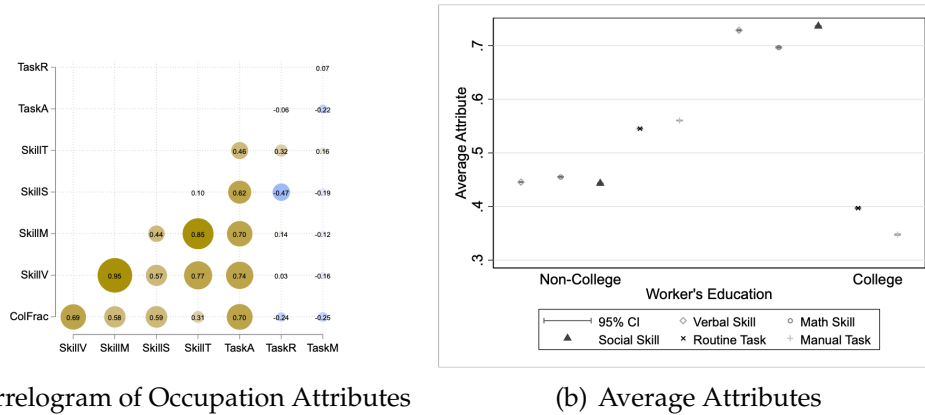 TaskR
0.07
TaskA
-0.06 -0.22
SkillT
0.46 0.32 0.16
SkillS
0.10 0.62 -0.47 -0.19
SkillM
0.44 0.85 0.70 0.14 -0.12
SkillV
0.95 0.57 0.77 0.74 0.03 -0.16
ColFrac
0.69 0.58 0.59 0.31 0.70 -0.24 -0.25
SkillV SkillM SkillS SkillT TaskA TaskR TaskM
rrelogram of Occupation Attributes
Average Attribute
.7
.6
.5
.4
.3
Non-College College
Worker's Education
95% CI Verbal Skill Math Skill
Social Skill Routine Task Manual Task
(b) Average Attributes